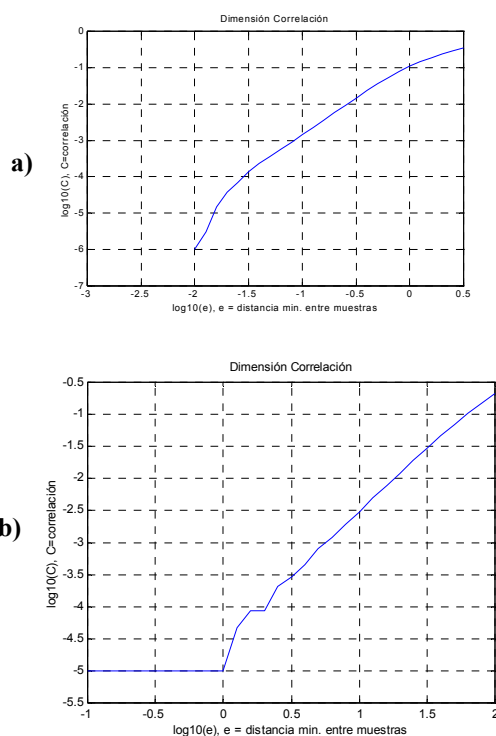 Dimensión Correlación
0
-1
-2
-3
-4
-5
-6
-7
log10(C), C=correlación
a)
-3 -2.5 -2 -1.5 -1 -0.5 0 0.5
log10(e), e = distancia min. entre muestras
Dimensión Correlación
-0.5
-1
-1.5
-2
-2.5
-3
-3.5
-4
-4.5
-5
-5.5
log10(C), C=correlación
b)
-1 -0.5 0 0.5 1 1.5 2
log10(e), e = distancia min. entre muestras